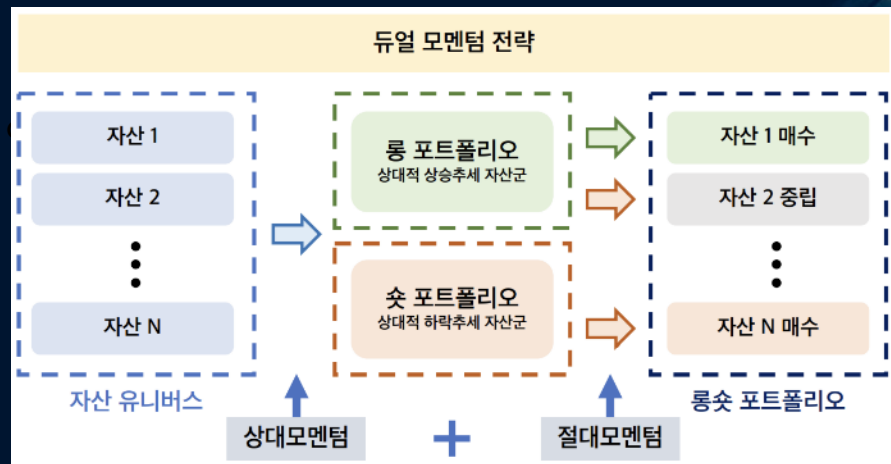 듀얼 모멘텀 전략
자산 1
자산 2
자산 N
자산 유니버스
상대모멘텀
롱 포트폴리오
상대적 상승추세 자산군
숏 포트폴리오
상대적 하락추세 자산군
+
절대모멘텀
자산 1 매수
자산 2 중립
자산 N 매수
롱숏 포트폴리오